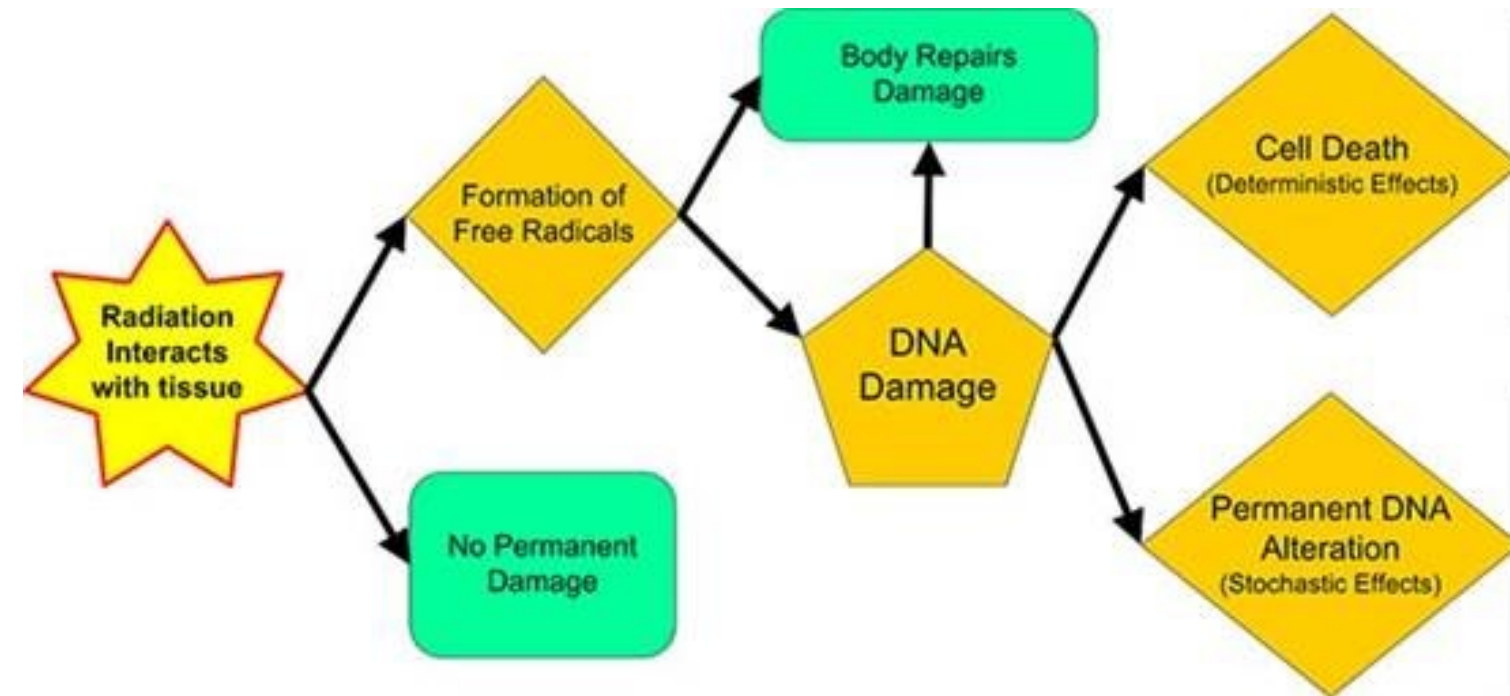 Radiation
Interacts
with tissue
Formation of
Free Radicals
No Permanent
Damage
Body Repairs
Damage
DNA
Damage
Cell Death
(Deterministic Effects)
Permanent DNA
Alteration
(Stochastic Effects)